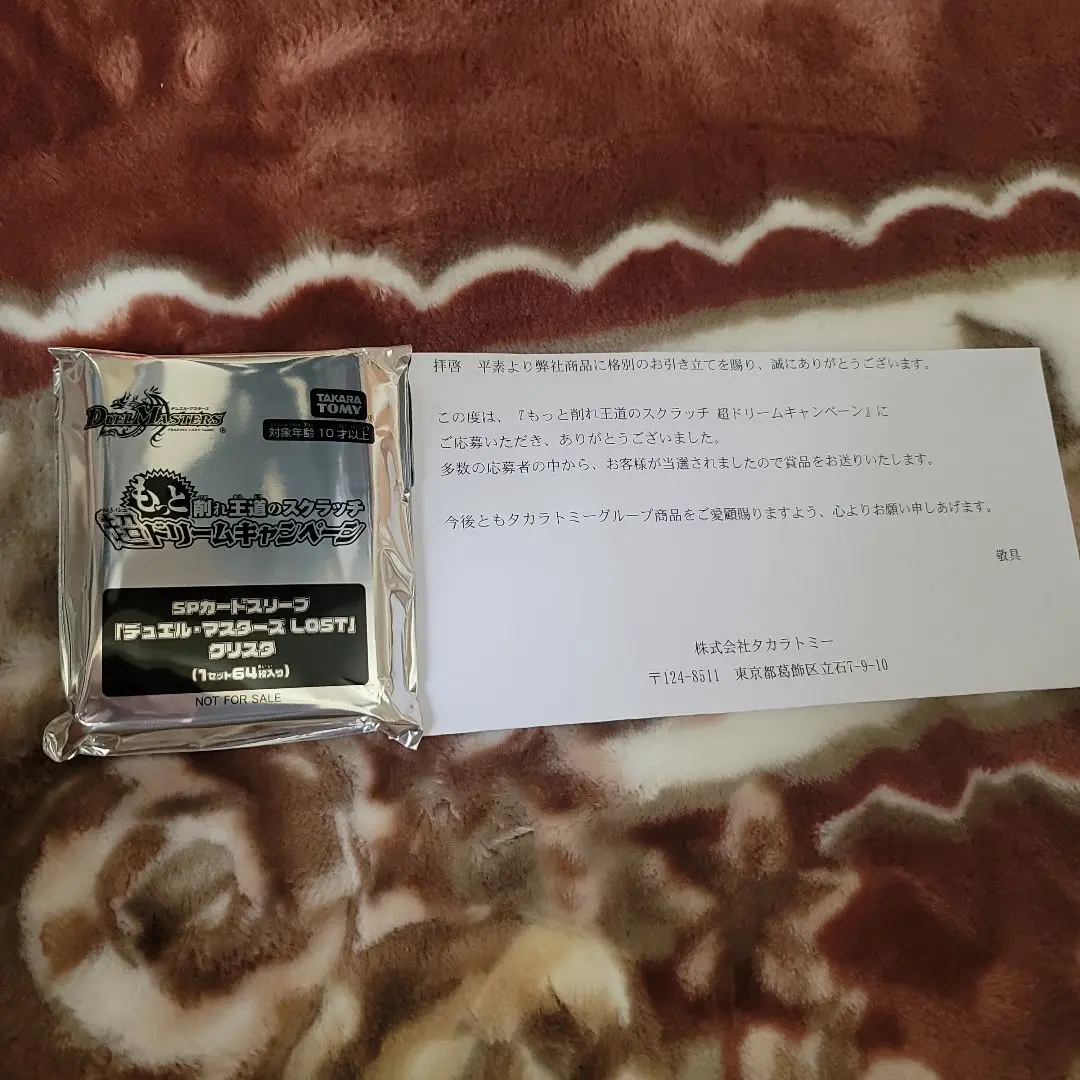 デュエル・マスターズ
DUEL MASTERS
TRADING CARD GAME
TAKARA TOMY
対象年齢 10才以上
もっと削れ王道のスクラッチ
超ドリームキャンペーン
SPカードスリーブ
「デュエル・マスターズ LOST」
クリスタ
(1セット64枚入り)
NOT FOR SALE
拝啓 平素より弊社商品に格別のお引き立てを賜り、誠にありがとうございます。
この度は、『もっと削れ王道のスクラッチ 超ドリームキャンペーン』に
ご応募いただき、ありがとうございました。
多数の応募者の中から、お客様が当選されましたので賞品をお送りいたします。
今後ともタカラトミーグループ商品をご愛顧賜りますよう、心よりお願い申しあげます。
敬具
株式会社タカラトミー
〒124-8511 東京都葛飾区立石7-9-10